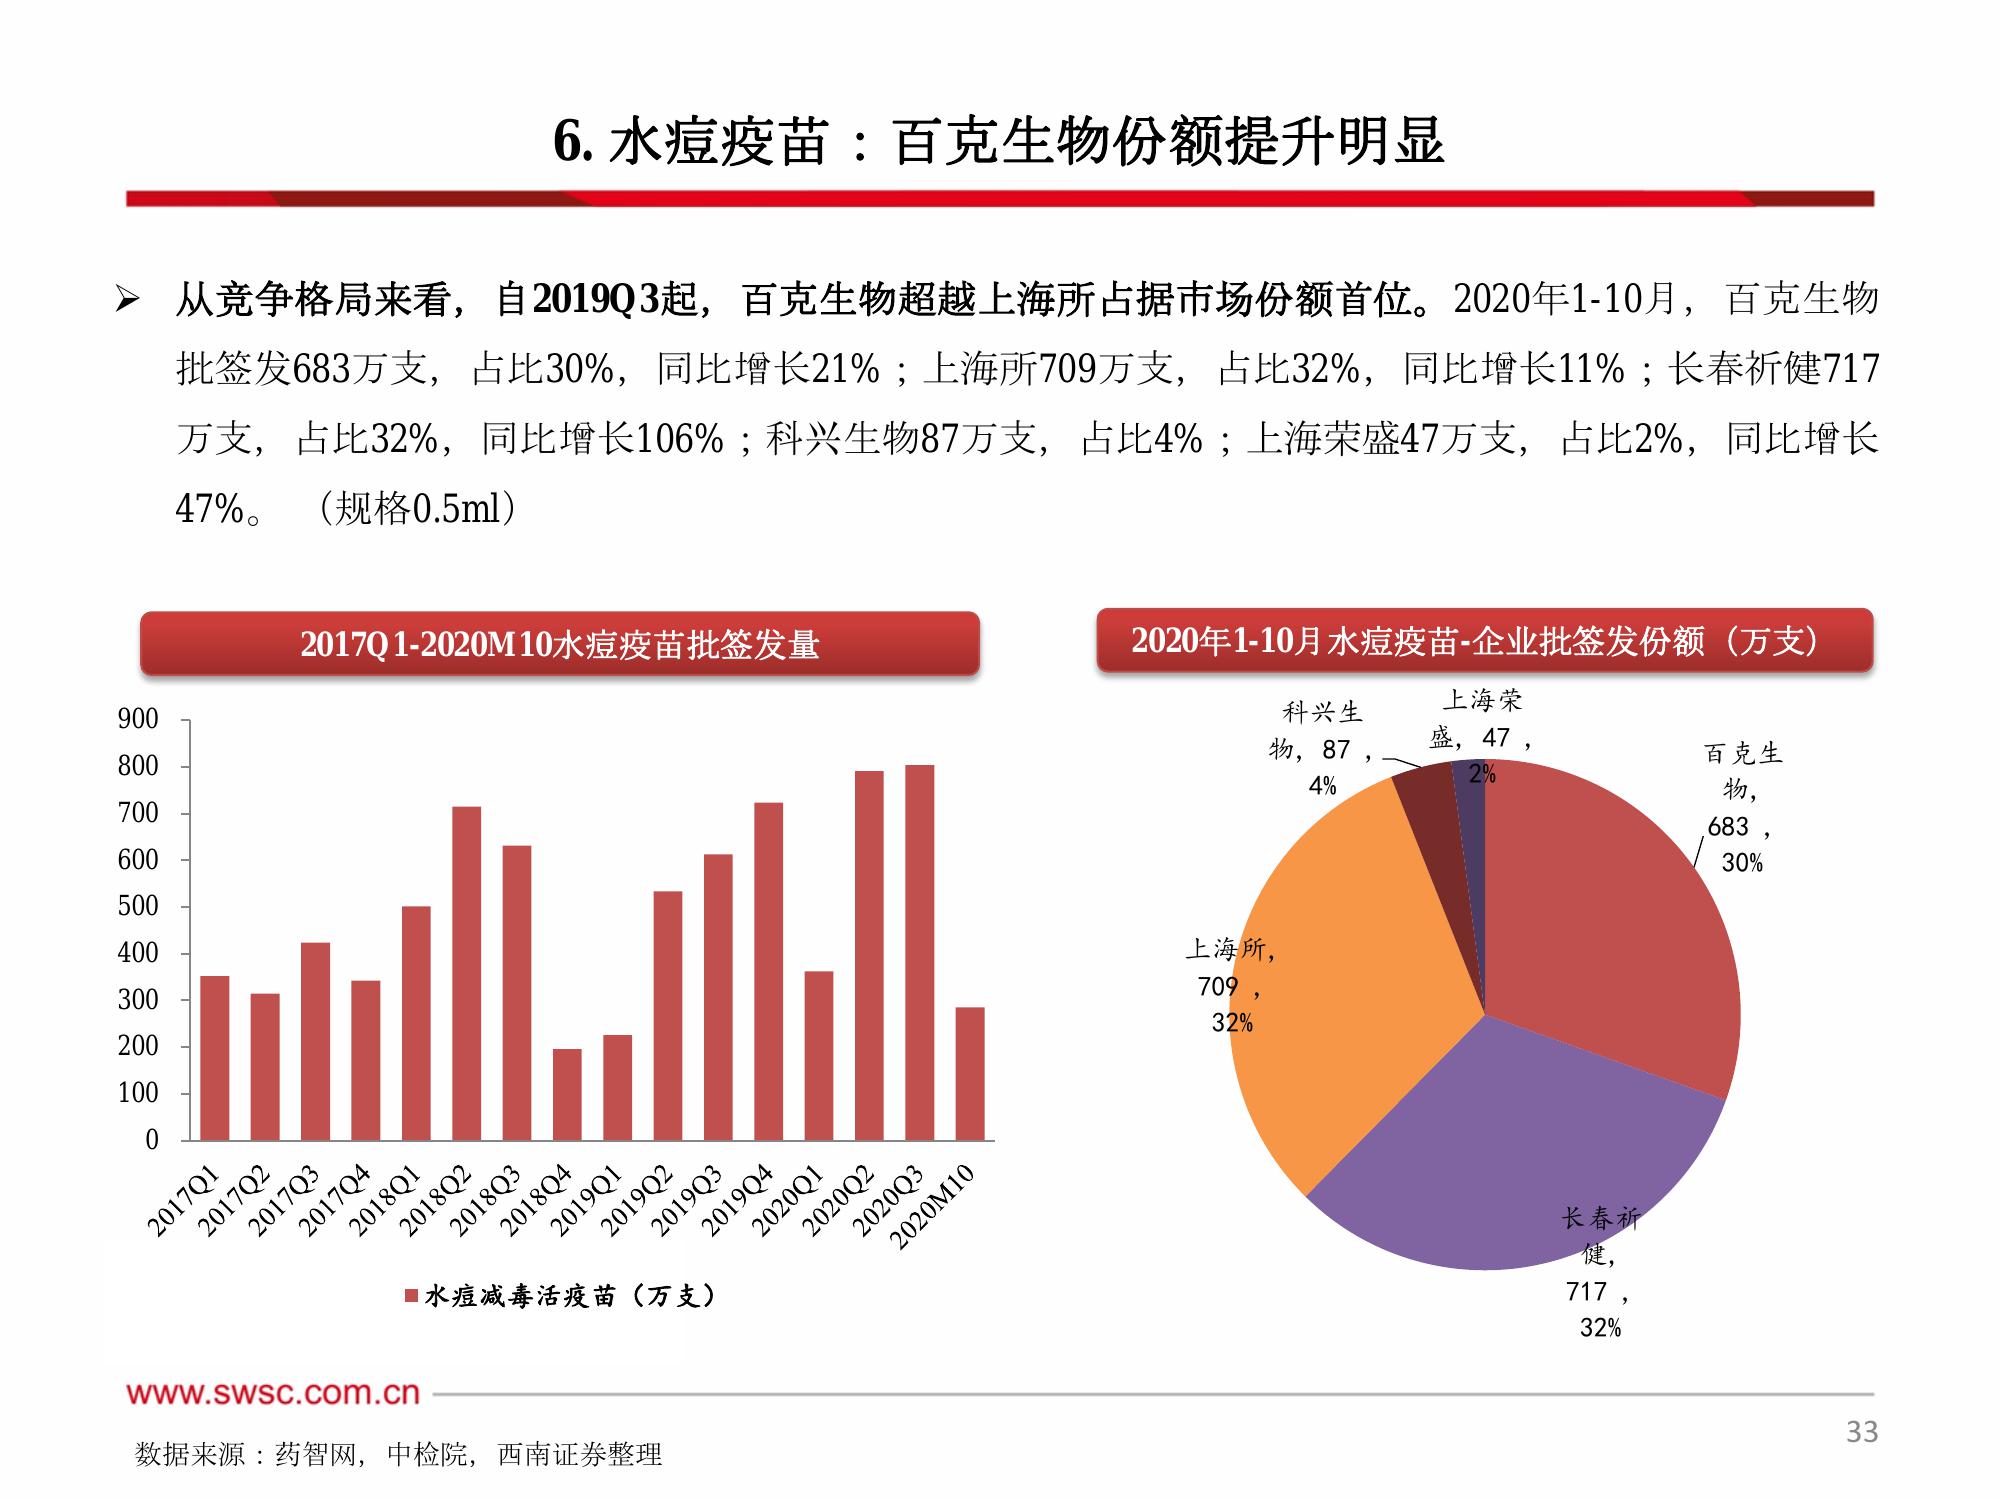 6. 水痘疫苗：百克生物份额提升明显
➢ 从竞争格局来看，自2019Q3起，百克生物超越上海所占据市场份额首位。2020年1-10月，百克生物
批签发683万支，占比30%，同比增长21%；上海所709万支，占比32%，同比增长11%；长春祈健717
万支，占比32%，同比增长106%；科兴生物87万支，占比4%；上海荣盛47万支，占比2%，同比增长
47%。（规格0.5ml）
2017Q1-2020M10水痘疫苗批签发量
900
800
700
600
500
400
300
200
100
0
2017Q1
2017Q2
2017Q3
2017Q4
2018Q1
2018Q2
2018Q3
2018Q4
2019Q1
2019Q2
2019Q3
2019Q4
2020Q1
2020Q2
2020Q3
2020M10
水痘减毒活疫苗（万支）
2020年1-10月水痘疫苗-企业批签发份额（万支）
科兴生
物，87，
4%
上海荣
盛，47，
2%
百克生
物，
683，
30%
上海所，
709，
32%
长春祈
健，
717，
32%
www.swsc.com.cn
数据来源：药智网，中检院，西南证券整理
33